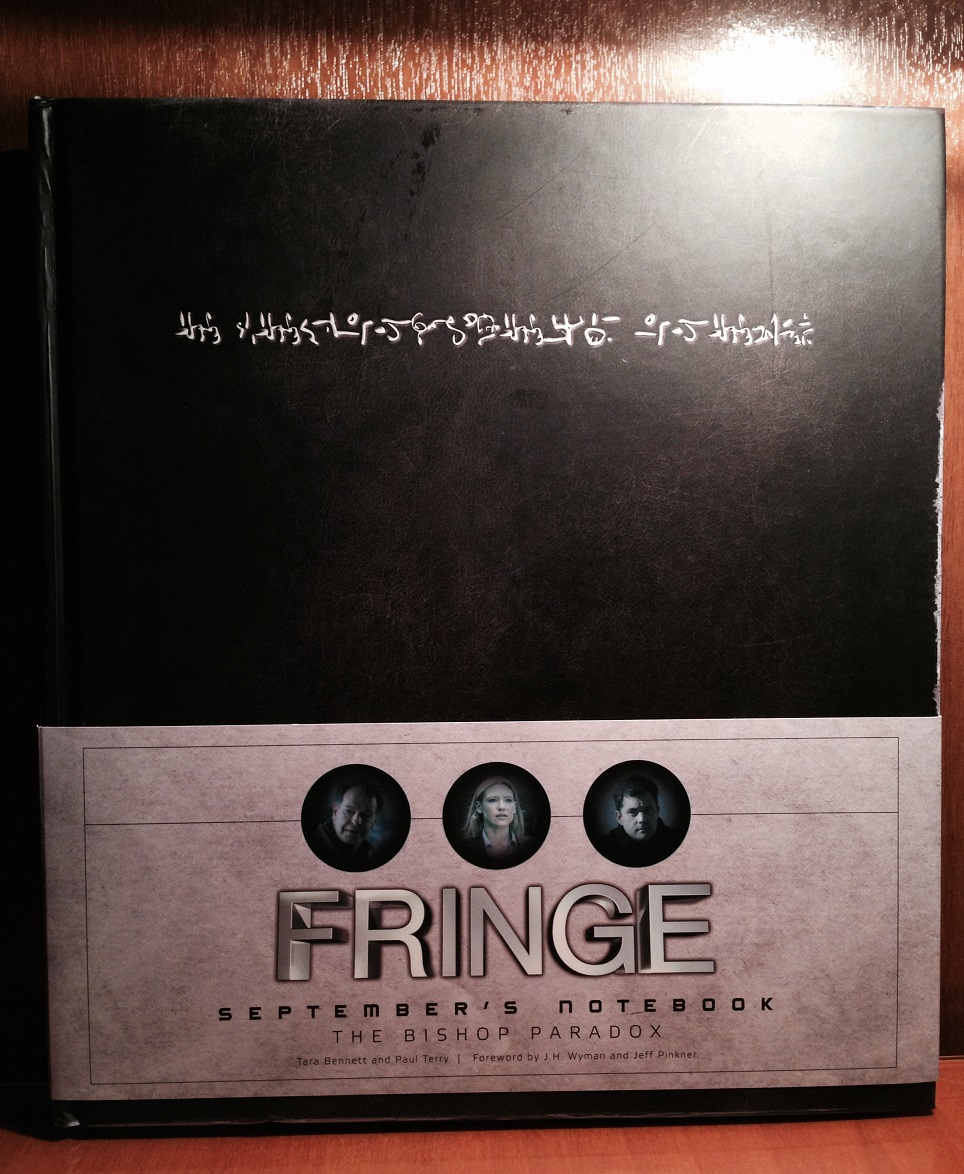 FRINGE
SEPTEMBER'S NOTEBOOK
THE BISHOP PARADOX
Tara Bennett and Paul Terry | Foreword by J.H. Wyman and Jeff Pinkner